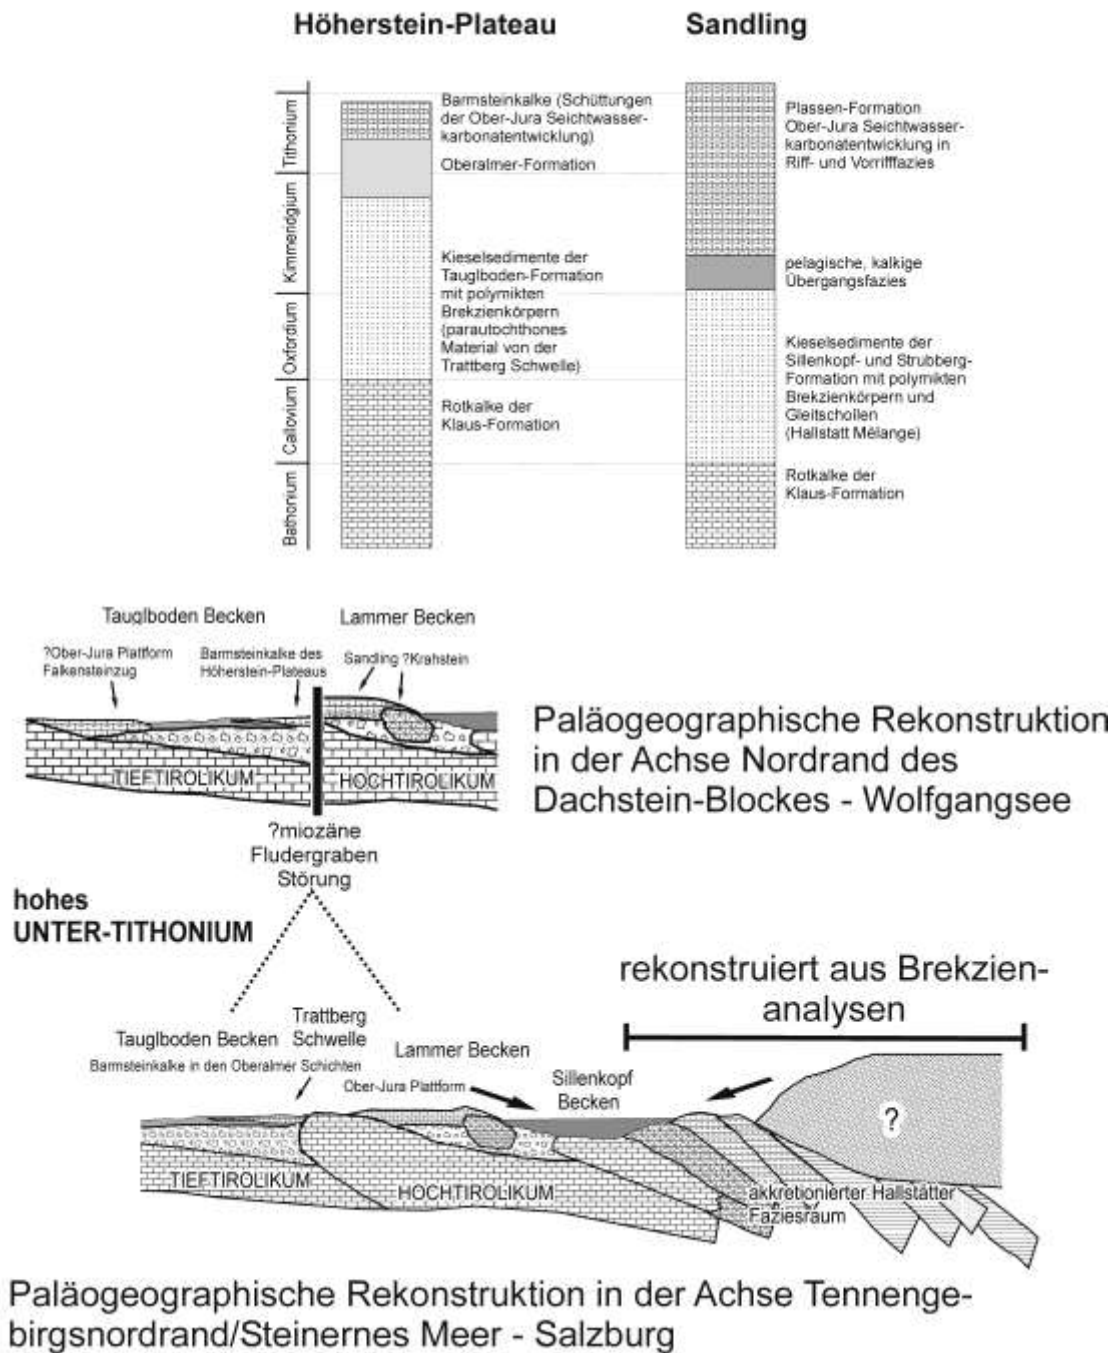 Höherstein-Plateau
Sandling
Tithonium
Kimmeridgium
Oxfordium
Callovium
Bathonium
Barmsteinkalke (Schüttungen
der Ober-Jura Seichtwasser-
karbonatentwicklung)
Oberalmer-Formation
Kieselsedimente der
Tauglboden-Formation
mit polymikten
Brekzienkörpern
(parautochthones
Material von der
Trattberg Schwelle)
Rotkalke der
Klaus-Formation
Plassen-Formation
Ober-Jura Seichtwasser-
karbonatentwicklung in
Riff- und Vorrifffazies
pelagische, kalkige
Übergangsfazies
Kieselsedimente der
Sillenkopf- und Strubberg-
Formation mit polymikten
Brekzienkörpern und
Gleitschollen
(Hallstatt Mélange)
Rotkalke der
Klaus-Formation
Tauglboden Becken
Lammer Becken
?Ober-Jura Plattform
Falkensteinzug
Barmsteinkalke des
Höherstein-Plateaus
Sandling ?Krahstein
TIEFTIROLIKUM
HOCHTIROLIKUM
Paläogeographische Rekonstruktion
in der Achse Nordrand des
Dachstein-Blockes - Wolfgangsee
?miozäne
Fludergraben
Störung
hohes
UNTER-TITHONIUM
rekonstruiert aus Brekzien-
analysen
Trattberg
Schwelle
Tauglboden Becken
Barmsteinkalke in den Oberalmer Schichten
Lammer Becken
Ober-Jura Plattform
Sillenkopf
Becken
?
TIEFTIROLIKUM
HOCHTIROLIKUM
akkretionierter Hallstätter
Faziesraum
Paläogeographische Rekonstruktion in der Achse Tennenge-
birgsnordrand/Steinernes Meer - Salzburg